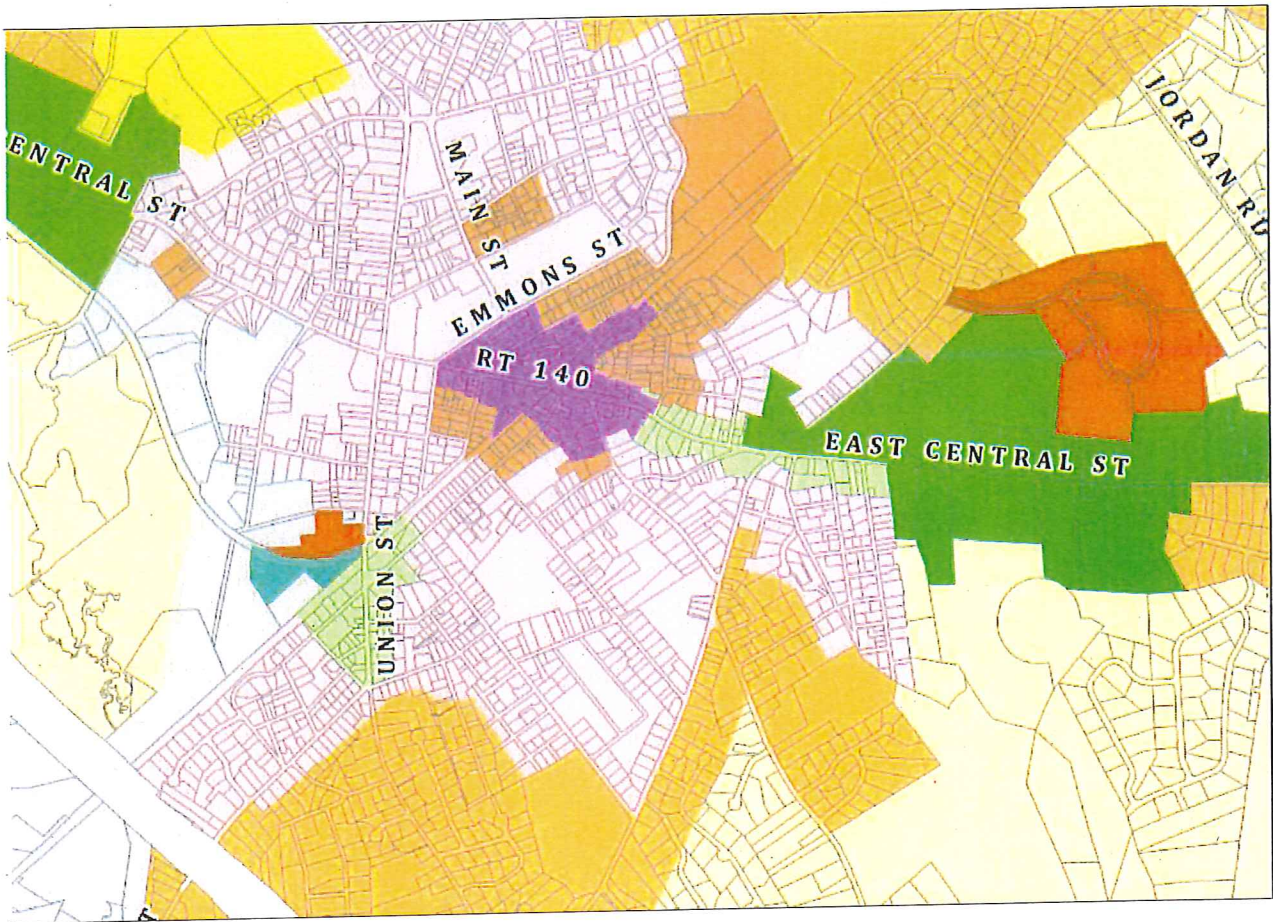 JORDAN RD
ENTRAL ST
MAIN ST
EMMONS ST
RT 140
EAST CENTRAL ST
UNION ST
T